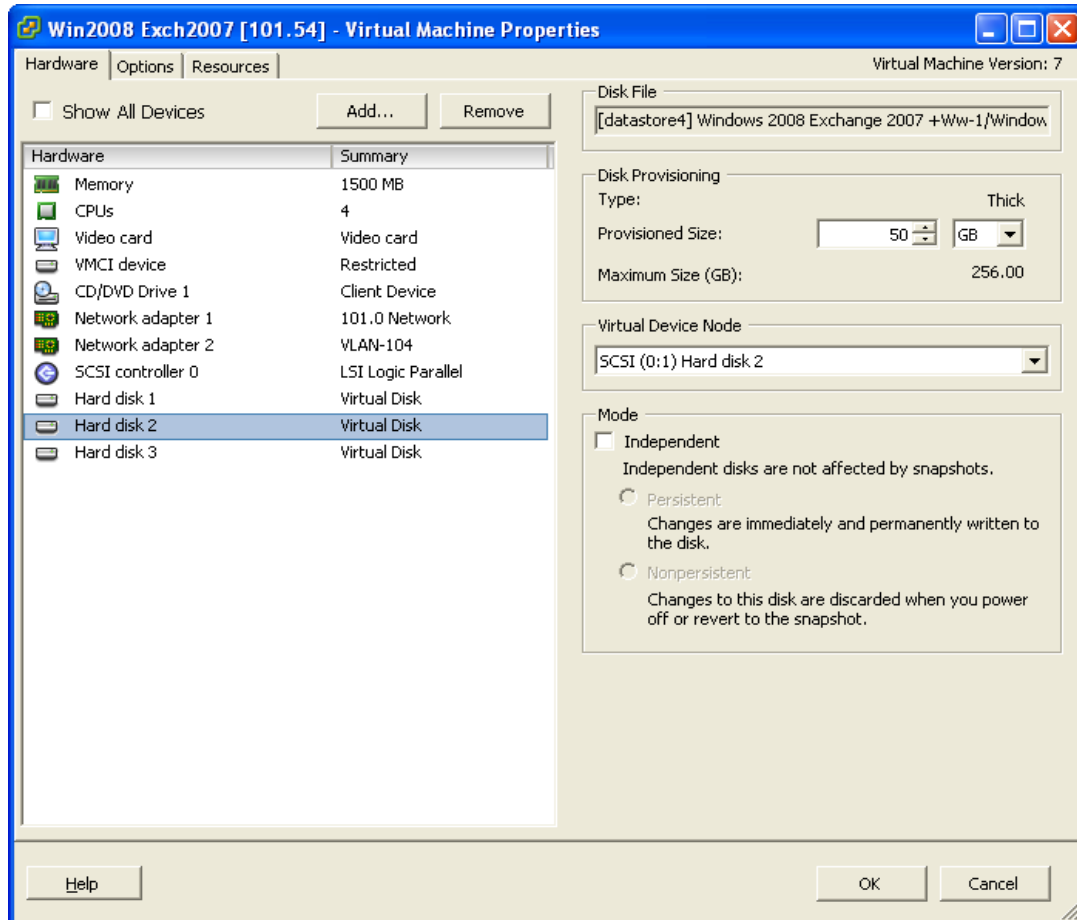 Win2008 Exch2007 [101.54] - Virtual Machine Properties
Hardware Options Resources
Virtual Machine Version: 7
Show All Devices
Add...
Remove
Hardware Summary
Memory 1500 MB
CPUs 4
Video card Video card
VMCI device Restricted
CD/DVD Drive 1 Client Device
Network adapter 1 101.0 Network
Network adapter 2 VLAN-104
SCSI controller 0 LSI Logic Parallel
Hard disk 1 Virtual Disk
Hard disk 2 Virtual Disk
Hard disk 3 Virtual Disk
Disk File
[datastore4] Windows 2008 Exchange 2007 +Ww-1/Window
Disk Provisioning
Type: Thick
Provisioned Size: 50 GB
Maximum Size (GB): 256.00
Virtual Device Node
SCSI (0:1) Hard disk 2
Mode
Independent
Independent disks are not affected by snapshots.
Persistent
Changes are immediately and permanently written to
the disk.
Nonpersistent
Changes to this disk are discarded when you power
off or revert to the snapshot.
Help
OK
Cancel